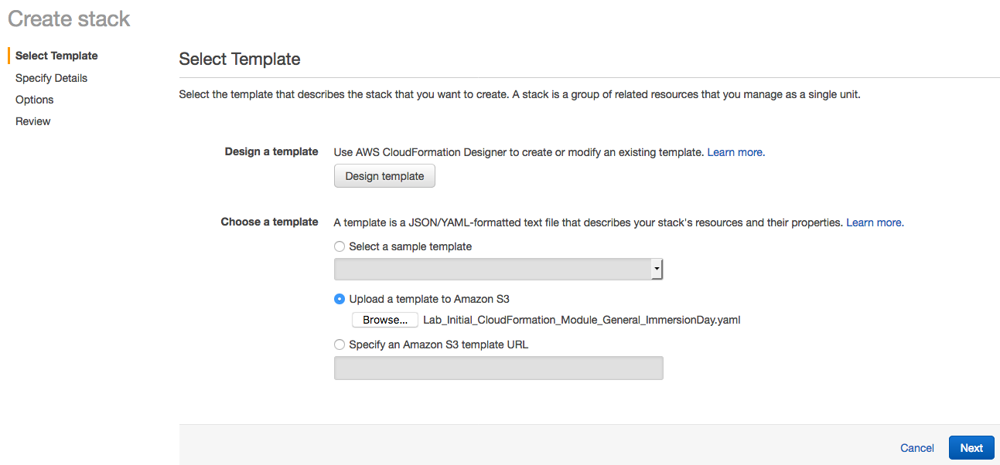 Create stack
Select Template
Specify Details
Options
Review
Select Template
Select the template that describes the stack that you want to create. A stack is a group of related resources that you manage as a single unit.
Design a template
Use AWS CloudFormation Designer to create or modify an existing template. Learn more.
Design template
Choose a template
A template is a JSON/YAML-formatted text file that describes your stack's resources and their properties. Learn more.
Select a sample template
Upload a template to Amazon S3
Browse... Lab_Initial_CloudFormation_Module_General_ImmersionDay.yaml
Specify an Amazon S3 template URL
Cancel Next